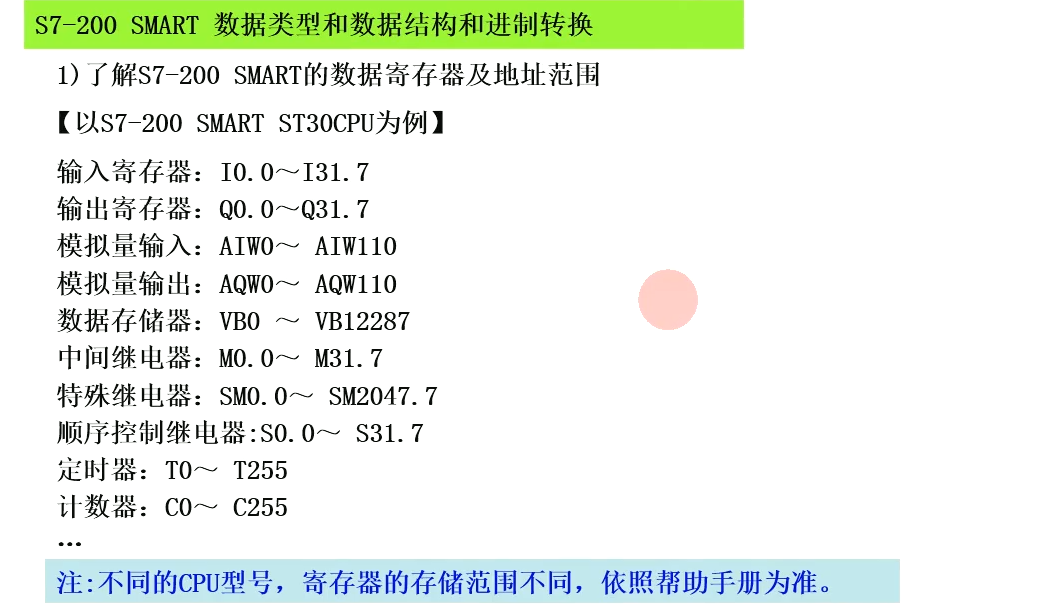 S7-200 SMART 数据类型和数据结构和进制转换
1)了解S7-200 SMART的数据寄存器及地址范围
【以S7-200 SMART ST30CPU为例】
输入寄存器：I0.0～I31.7
输出寄存器：Q0.0～Q31.7
模拟量输入：AIW0～ AIW110
模拟量输出：AQW0～ AQW110
数据存储器：VB0 ～ VB12287
中间继电器：M0.0～ M31.7
特殊继电器：SM0.0～ SM2047.7
顺序控制继电器:S0.0～ S31.7
定时器：T0～ T255
计数器：C0～ C255
…
注:不同的CPU型号，寄存器的存储范围不同，依照帮助手册为准。